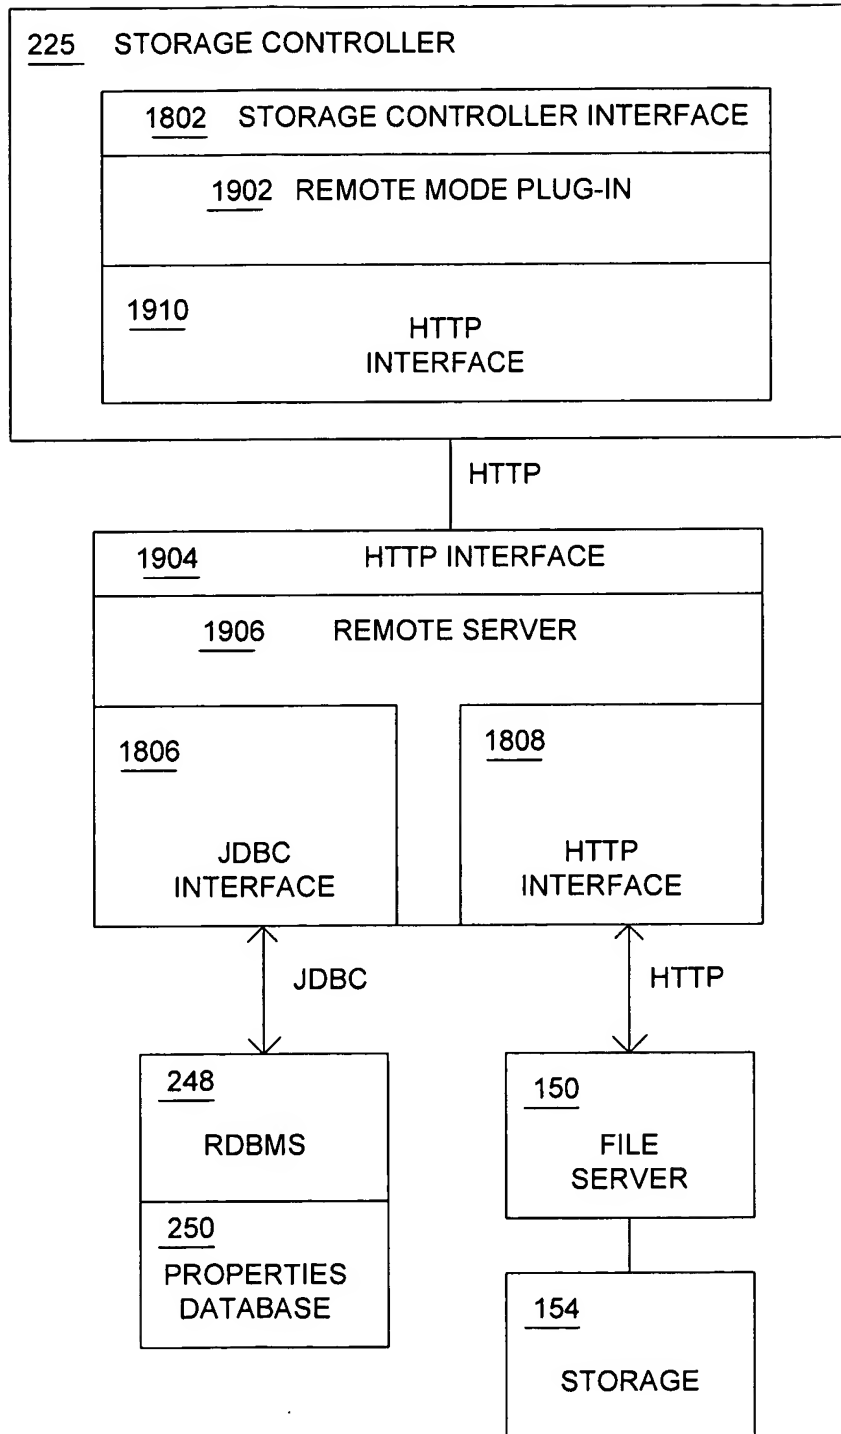 225 STORAGE CONTROLLER
1802 STORAGE CONTROLLER INTERFACE
1902 REMOTE MODE PLUG-IN
1910
HTTP
INTERFACE
HTTP
1904 HTTP INTERFACE
1906 REMOTE SERVER
1806
JDBC
INTERFACE
1808
HTTP
INTERFACE
JDBC
HTTP
248
RDBMS
250
PROPERTIES
DATABASE
150
FILE
SERVER
154
STORAGE